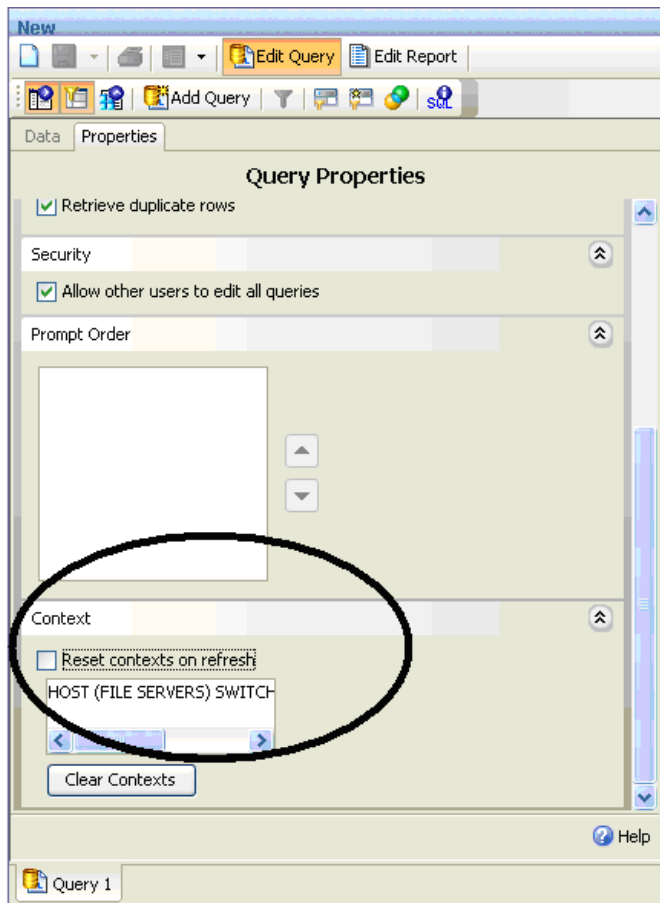 New
Edit Query Edit Report
Add Query SQL
Data Properties
Query Properties
Retrieve duplicate rows
Security
Allow other users to edit all queries
Prompt Order
Context
Reset contexts on refresh
HOST (FILE SERVERS) SWITCH
Clear Contexts
Help
Query 1